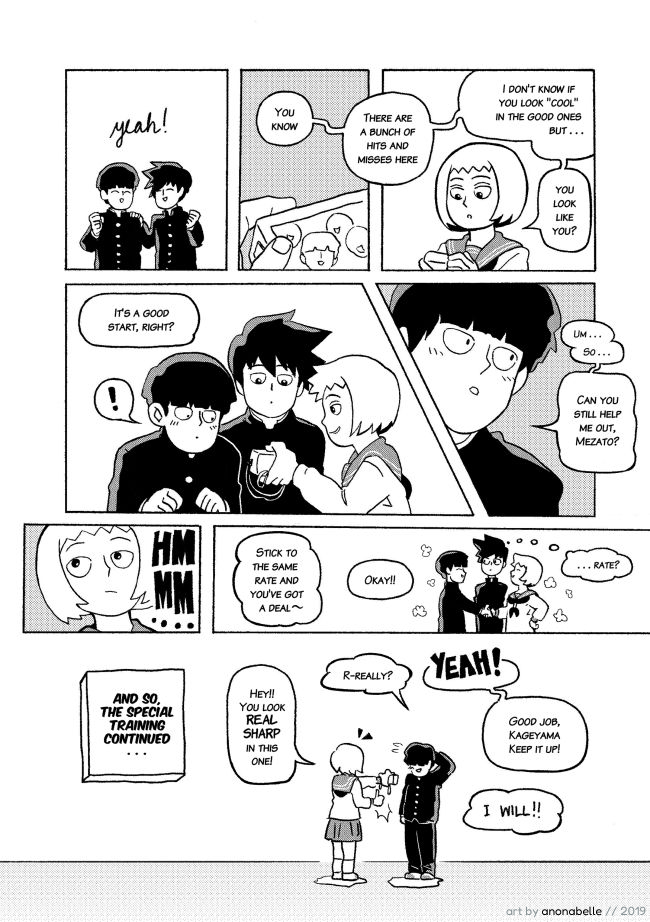 yeah!
YOU
KNOW
THERE ARE
A BUNCH OF
HITS AND
MISSES HERE
I DON'T KNOW IF
YOU LOOK "COOL"
IN THE GOOD ONES
BUT . . .
YOU
LOOK
LIKE
YOU?
IT'S A GOOD
START, RIGHT?
!
UM . . .
SO . . .
CAN YOU
STILL HELP
ME OUT,
MEZATO?
HM
MM
....
STICK TO
THE SAME
RATE AND
YOU'VE GOT
A DEAL~
OKAY!!
. . . RATE?
AND SO,
THE SPECIAL
TRAINING
CONTINUED
. . .
HEY!!
YOU LOOK
REAL
SHARP
IN THIS
ONE!
R-REALLY?
YEAH!
GOOD JOB,
KAGEYAMA
KEEP IT UP!
I WILL!!
art by anonabelle // 2019